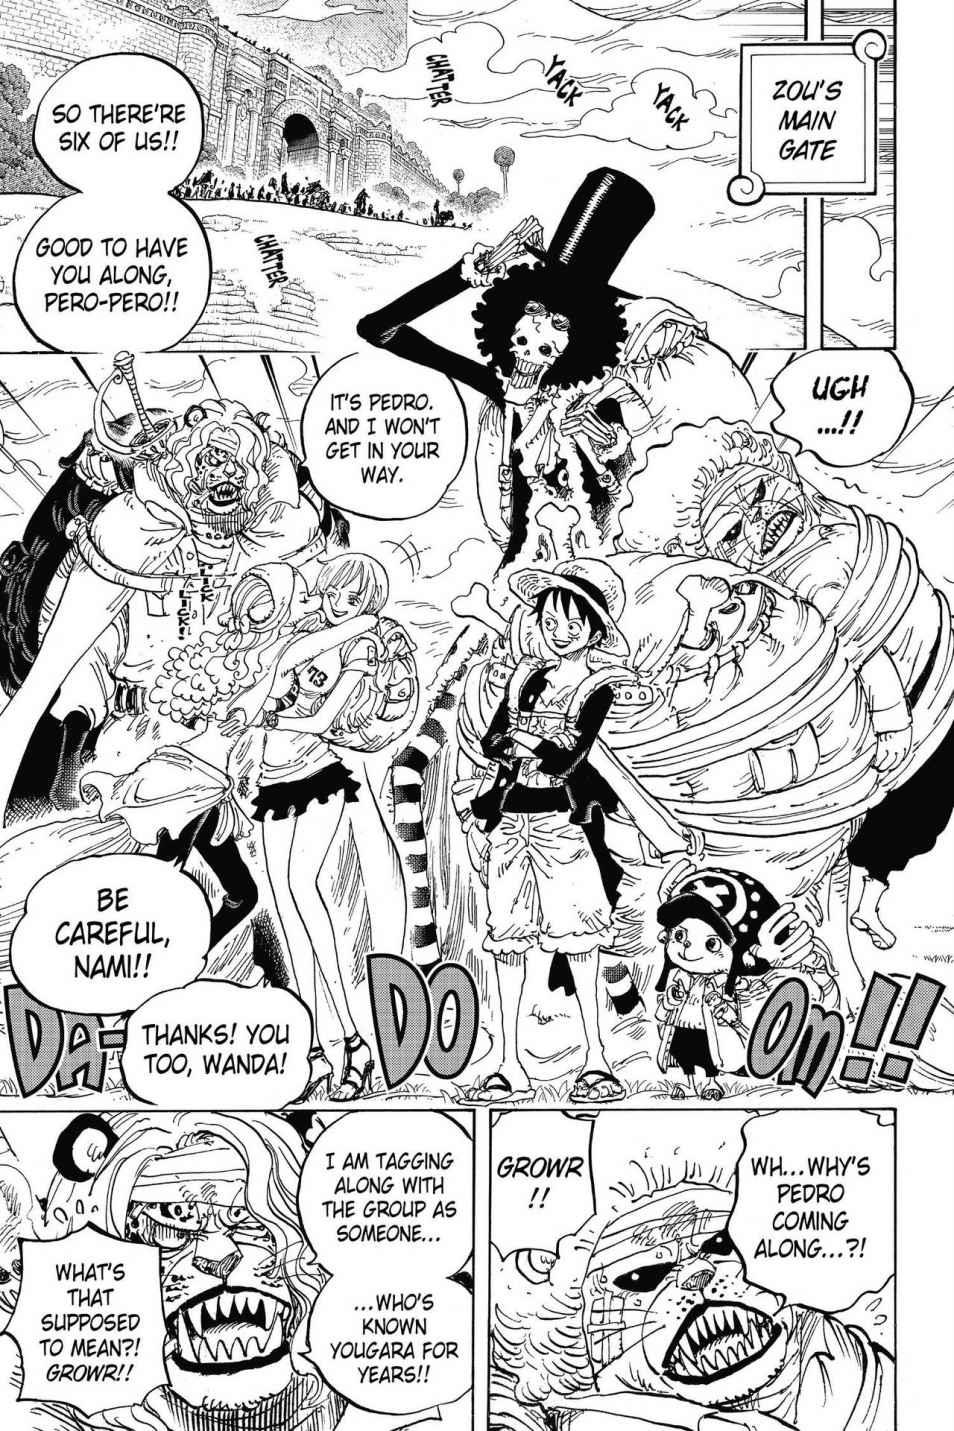 ZOU'S
MAIN
GATE
YACK
YACK
CHATTER
CHATTER
SO THERE'RE
SIX OF US!!
GOOD TO HAVE
YOU ALONG,
PERO-PERO!!
UGH
...!!
IT'S PEDRO.
AND I WON'T
GET IN YOUR
WAY.
LICK
LICK!
73
BE
CAREFUL,
NAMI!!
THANKS! YOU
TOO, WANDA!
DA-DOOM!!
WH...WHY'S
PEDRO
COMING
ALONG...?!
GROWR
!!
I AM TAGGING
ALONG WITH
THE GROUP AS
SOMEONE...
...WHO'S
KNOWN
YOUGARA FOR
YEARS!!
WHAT'S
THAT
SUPPOSED
TO MEAN?!
GROWR!!